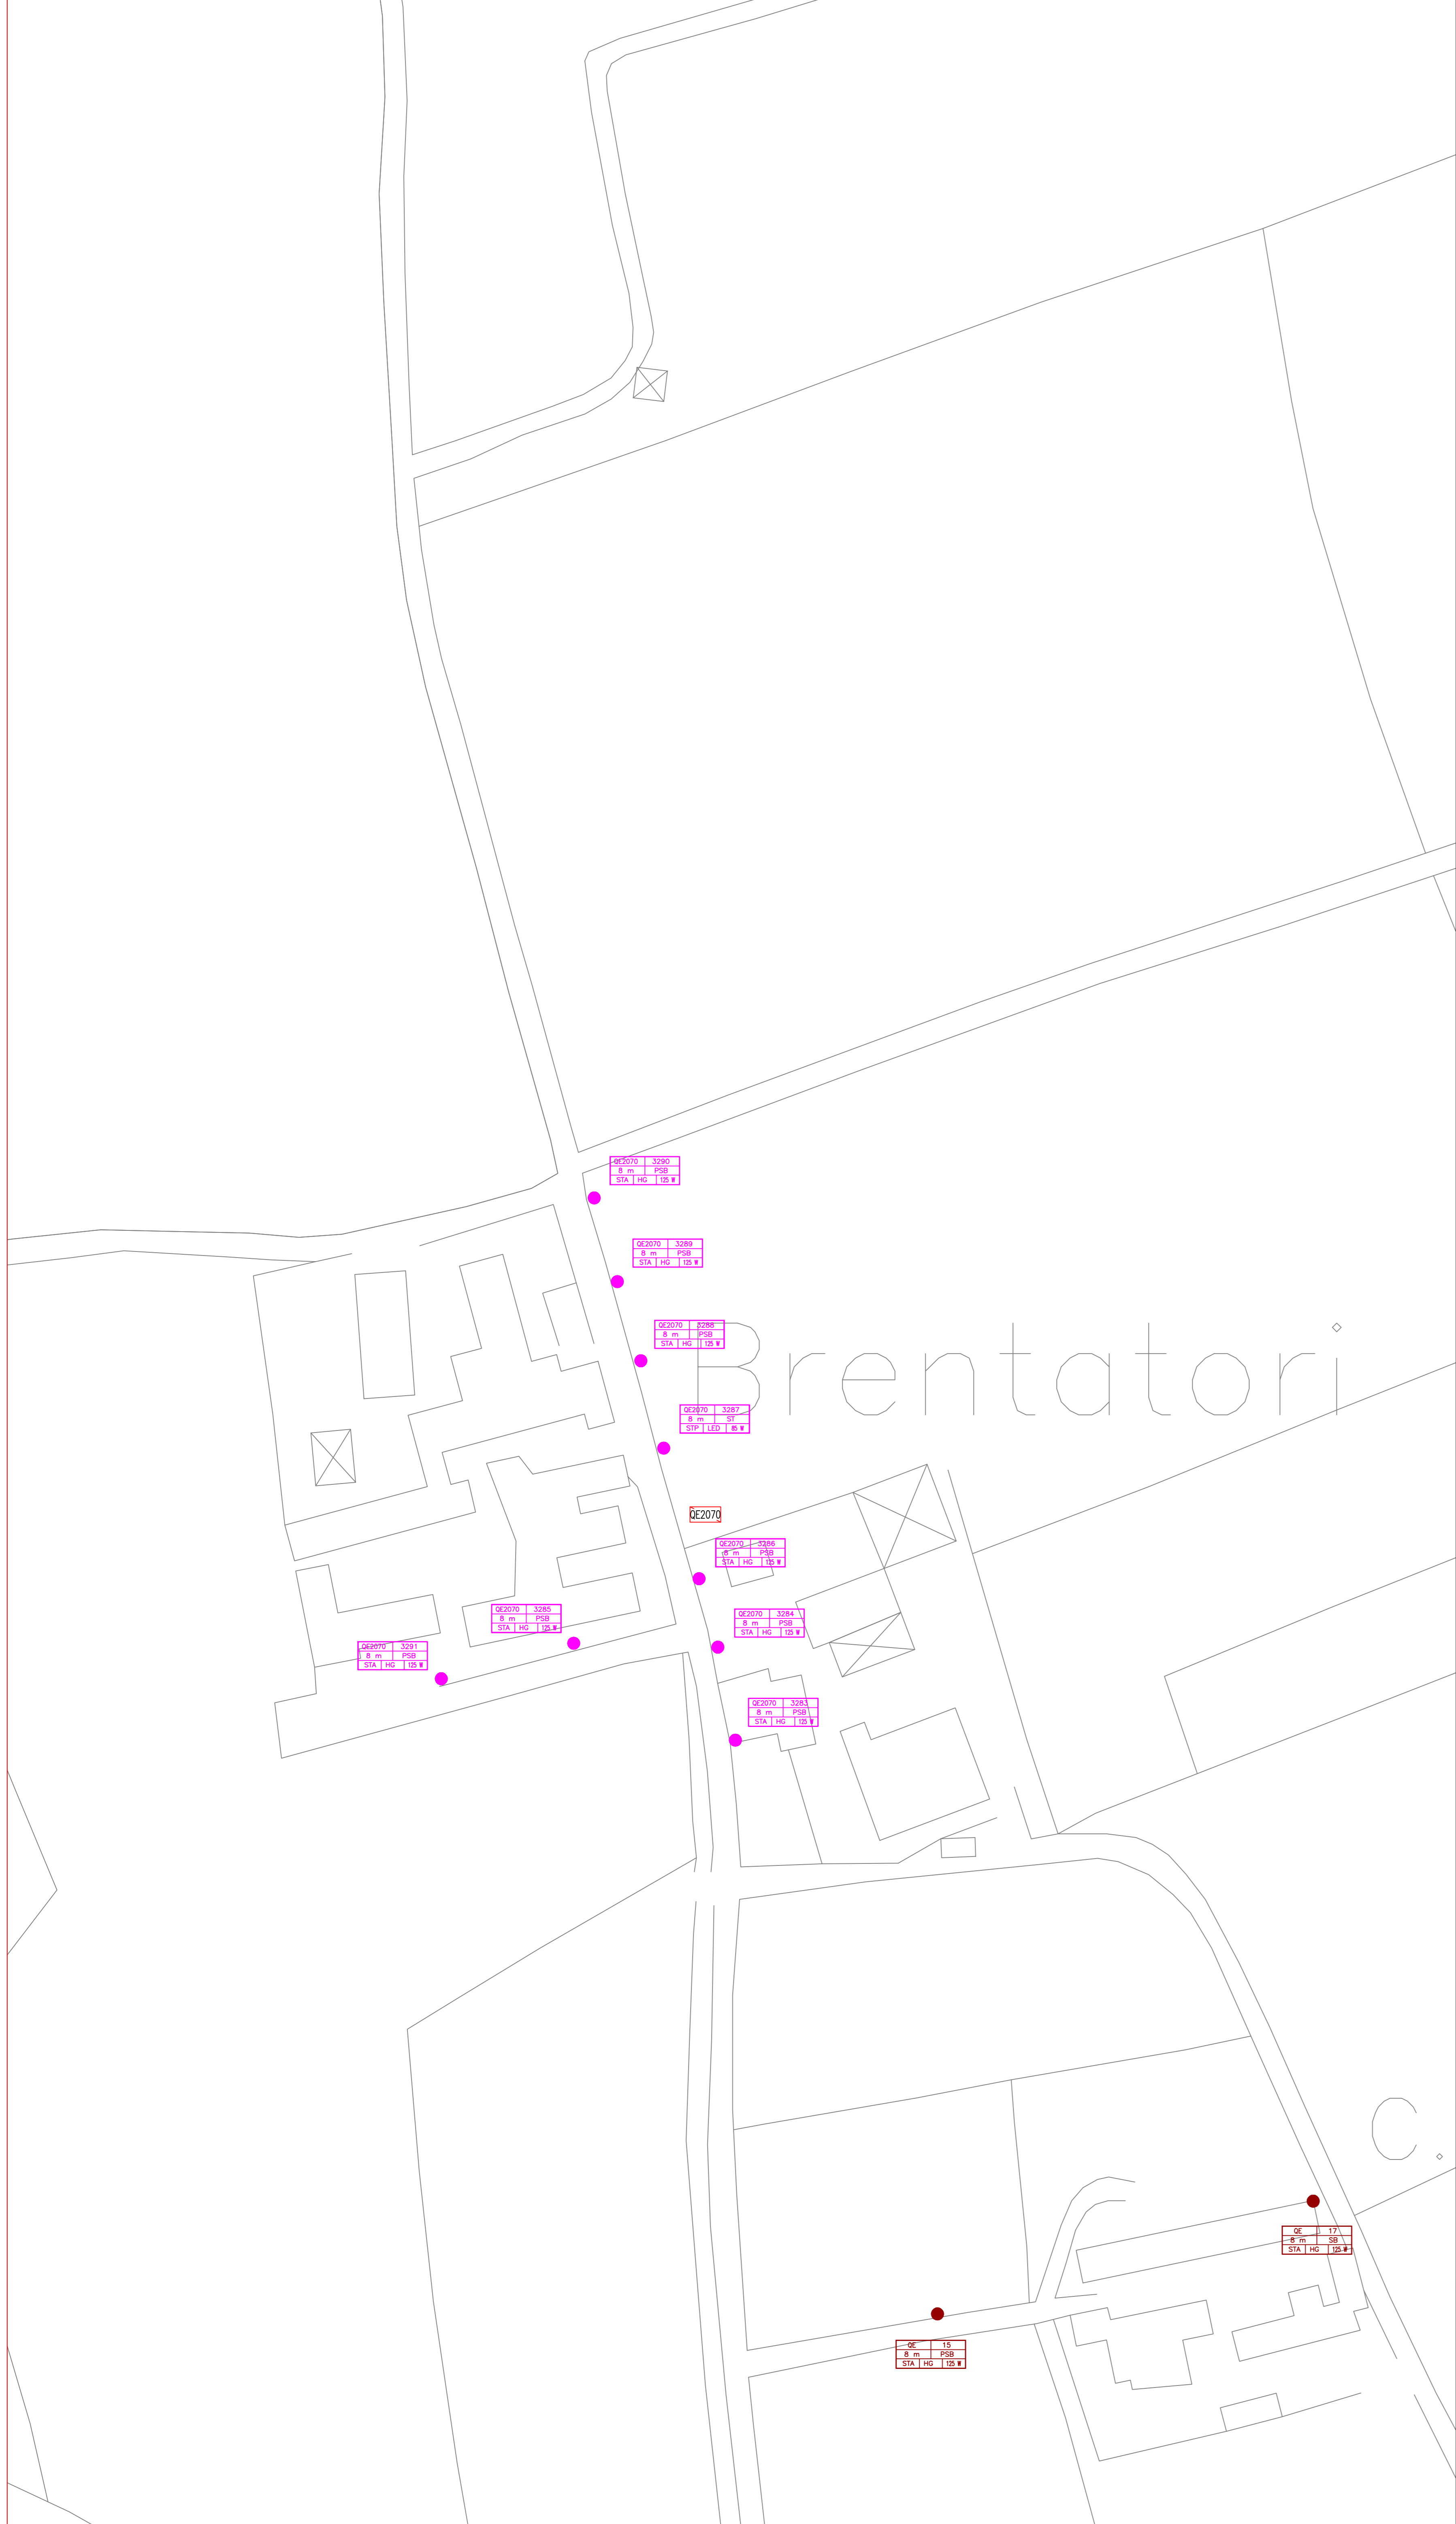 QE2070 3290
8 m PSB
STA HG 125 W
QE2070 3289
8 m PSB
STA HG 125 W
QE2070 3288
8 m PSB
STA HG 125 W
Brentatori
QE2070 3287
8 m ST
STP LED 85 W
QE2070
QE2070 3286
8 m PSB
STA HG 125 W
QE2070 3285
8 m PSB
STA HG 125 W
QE2070 3284
8 m PSB
STA HG 125 W
QE2070 3291
8 m PSB
STA HG 125 W
QE2070 3283
8 m PSB
STA HG 125 W
C.
QE 17
8 m SB
STA HG 125 W
QE 15
8 m PSB
STA HG 125 W